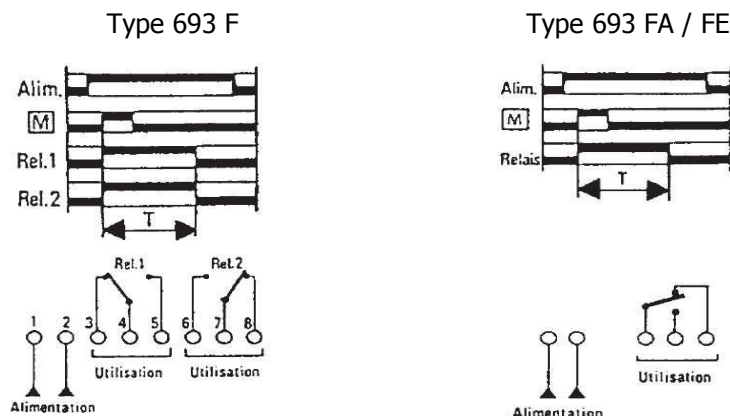 Type 693 F
Alim.
M
Rel.1
Rel.2
T
Rel.1 Rel.2
1 2 3 4 5 6 7 8
Utilisation Utilisation
Alimentation
Type 693 FA / FE
Alim.
M
Relais
T
Utilisation
Alimentation